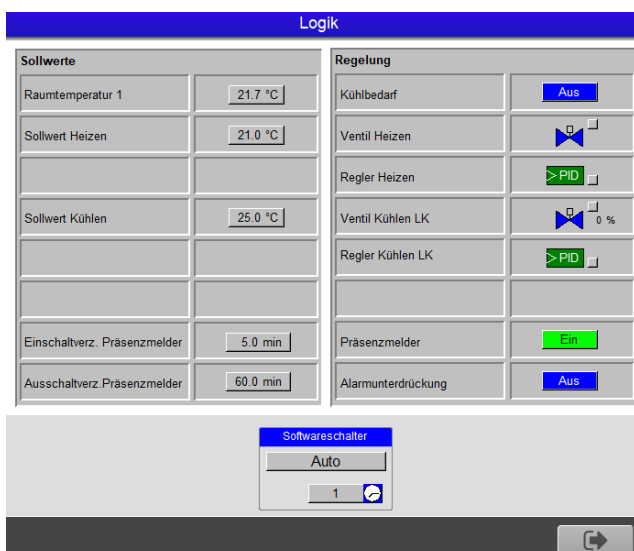 Logik
Sollwerte
Raumtemperatur 1 21.7 °C
Sollwert Heizen 21.0 °C
Sollwert Kühlen 25.0 °C
Einschaltverz. Präsenzmelder 5.0 min
Ausschaltverz.Präsenzmelder 60.0 min
Regelung
Kühlbedarf Aus
Ventil Heizen
Regler Heizen PID
Ventil Kühlen LK 0 %
Regler Kühlen LK PID
Präsenzmelder Ein
Alarmunterdrückung Aus
Softwareschalter
Auto
1